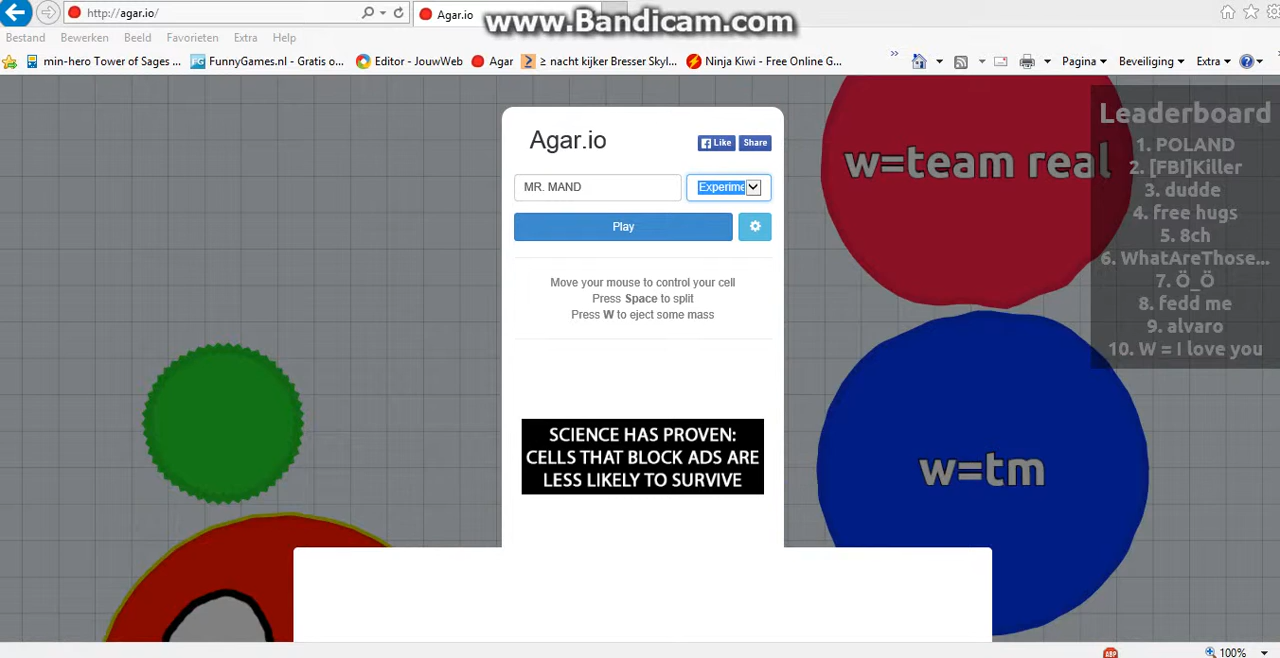 www.Bandicam.com
http://agar.io/
Agar.io
Bestand Bewerken Beeld Favorieten Extra Help
min-hero Tower of Sages ... FunnyGames.nl - Gratis o... Editor - JouwWeb Agar ≥ nacht kijker Bresser Skyl... Ninja Kiwi - Free Online G... » Pagina Beveiliging Extra
Agar.io
Like Share
MR. MAND
Experime
Play
Move your mouse to control your cell
Press Space to split
Press W to eject some mass
SCIENCE HAS PROVEN:
CELLS THAT BLOCK ADS ARE
LESS LIKELY TO SURVIVE
w=team real
w=tm
Leaderboard
1. POLAND
2. [FBI]Killer
3. dudde
4. free hugs
5. 8ch
6. WhatAreThose...
7. Ö_Ö
8. fedd me
9. alvaro
10. W = I love you
ABP
100%